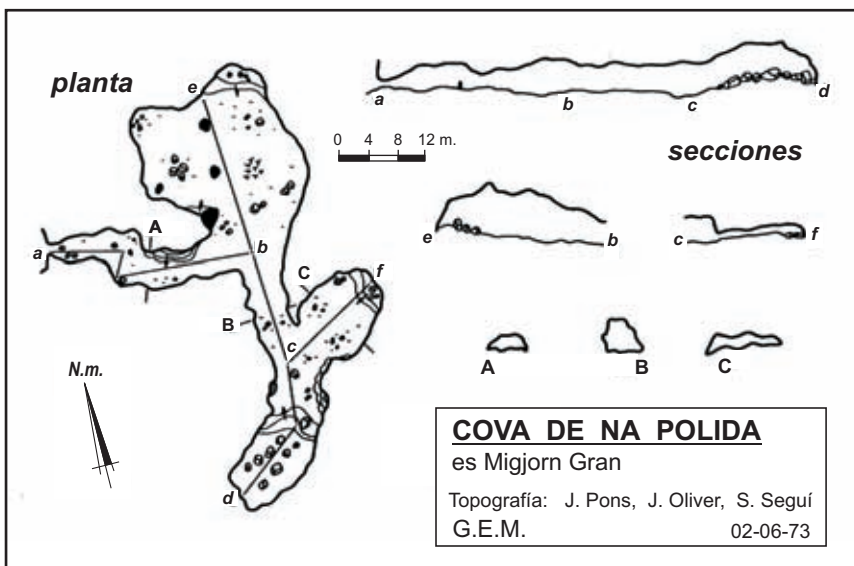 planta
e
a
A
b
B
C
f
c
d
N.m.
0 4 8 12 m.
a
b
c
d
secciones
e
b
c
f
A
B
C
COVA DE NA POLIDA
es Migjorn Gran
Topografía: J. Pons, J. Oliver, S. Seguí
G.E.M. 02-06-73